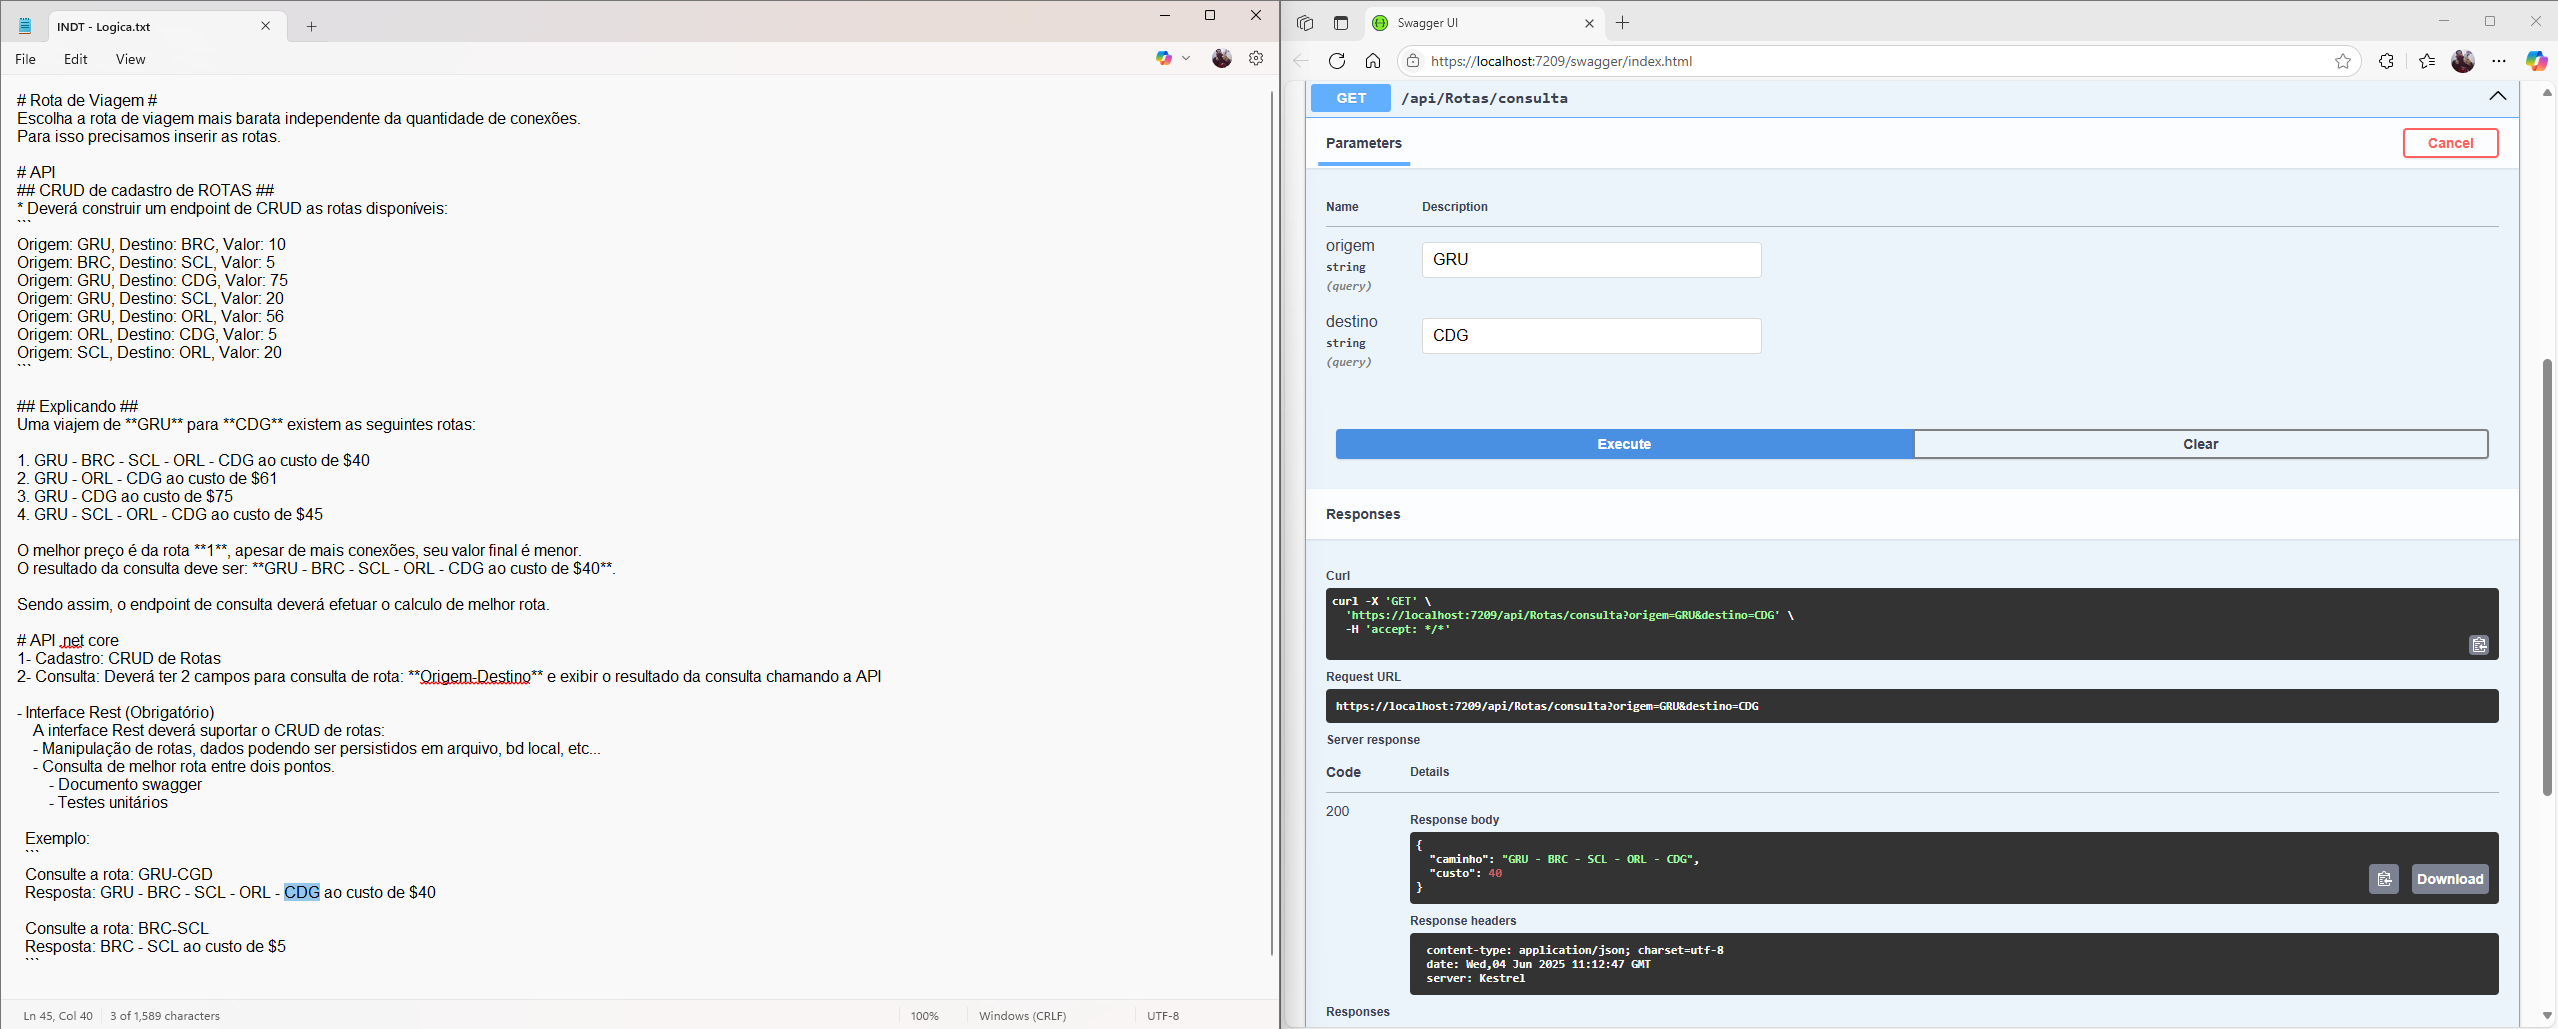 INDT - Logica.txt
File Edit View
# Rota de Viagem #
Escolha a rota de viagem mais barata independente da quantidade de conexões.
Para isso precisamos inserir as rotas.
# API
## CRUD de cadastro de ROTAS ##
* Deverá construir um endpoint de CRUD as rotas disponíveis:
```
Origem: GRU, Destino: BRC, Valor: 10
Origem: BRC, Destino: SCL, Valor: 5
Origem: GRU, Destino: CDG, Valor: 75
Origem: GRU, Destino: SCL, Valor: 20
Origem: GRU, Destino: ORL, Valor: 56
Origem: ORL, Destino: CDG, Valor: 5
Origem: SCL, Destino: ORL, Valor: 20
```
## Explicando ##
Uma viajem de **GRU** para **CDG** existem as seguintes rotas:
1. GRU - BRC - SCL - ORL - CDG ao custo de $40
2. GRU - ORL - CDG ao custo de $61
3. GRU - CDG ao custo de $75
4. GRU - SCL - ORL - CDG ao custo de $45
O melhor preço é da rota **1**, apesar de mais conexões, seu valor final é menor.
O resultado da consulta deve ser: **GRU - BRC - SCL - ORL - CDG ao custo de $40**.
Sendo assim, o endpoint de consulta deverá efetuar o calculo de melhor rota.
# API .net core
1- Cadastro: CRUD de Rotas
2- Consulta: Deverá ter 2 campos para consulta de rota: **Origem-Destino** e exibir o resultado da consulta chamando a API
- Interface Rest (Obrigatório)
A interface Rest deverá suportar o CRUD de rotas:
- Manipulação de rotas, dados podendo ser persistidos em arquivo, bd local, etc...
- Consulta de melhor rota entre dois pontos.
- Documento swagger
- Testes unitários
Exemplo:
```
Consulte a rota: GRU-CGD
Resposta: GRU - BRC - SCL - ORL - CDG ao custo de $40
Consulte a rota: BRC-SCL
Resposta: BRC - SCL ao custo de $5
```
Ln 45, Col 40 3 of 1,589 characters 100% Windows (CRLF) UTF-8
Swagger UI
https://localhost:7209/swagger/index.html
GET /api/Rotas/consulta
Parameters
Cancel
Name Description
origem
string
(query)
GRU
destino
string
(query)
CDG
Execute Clear
Responses
Curl
curl -X 'GET' \
'https://localhost:7209/api/Rotas/consulta?origem=GRU&destino=CDG' \
-H 'accept: */*'
Request URL
https://localhost:7209/api/Rotas/consulta?origem=GRU&destino=CDG
Server response
Code Details
200
Response body
{
"caminho": "GRU - BRC - SCL - ORL - CDG",
"custo": 40
}
Download
Response headers
content-type: application/json; charset=utf-8
date: Wed,04 Jun 2025 11:12:47 GMT
server: Kestrel
Responses